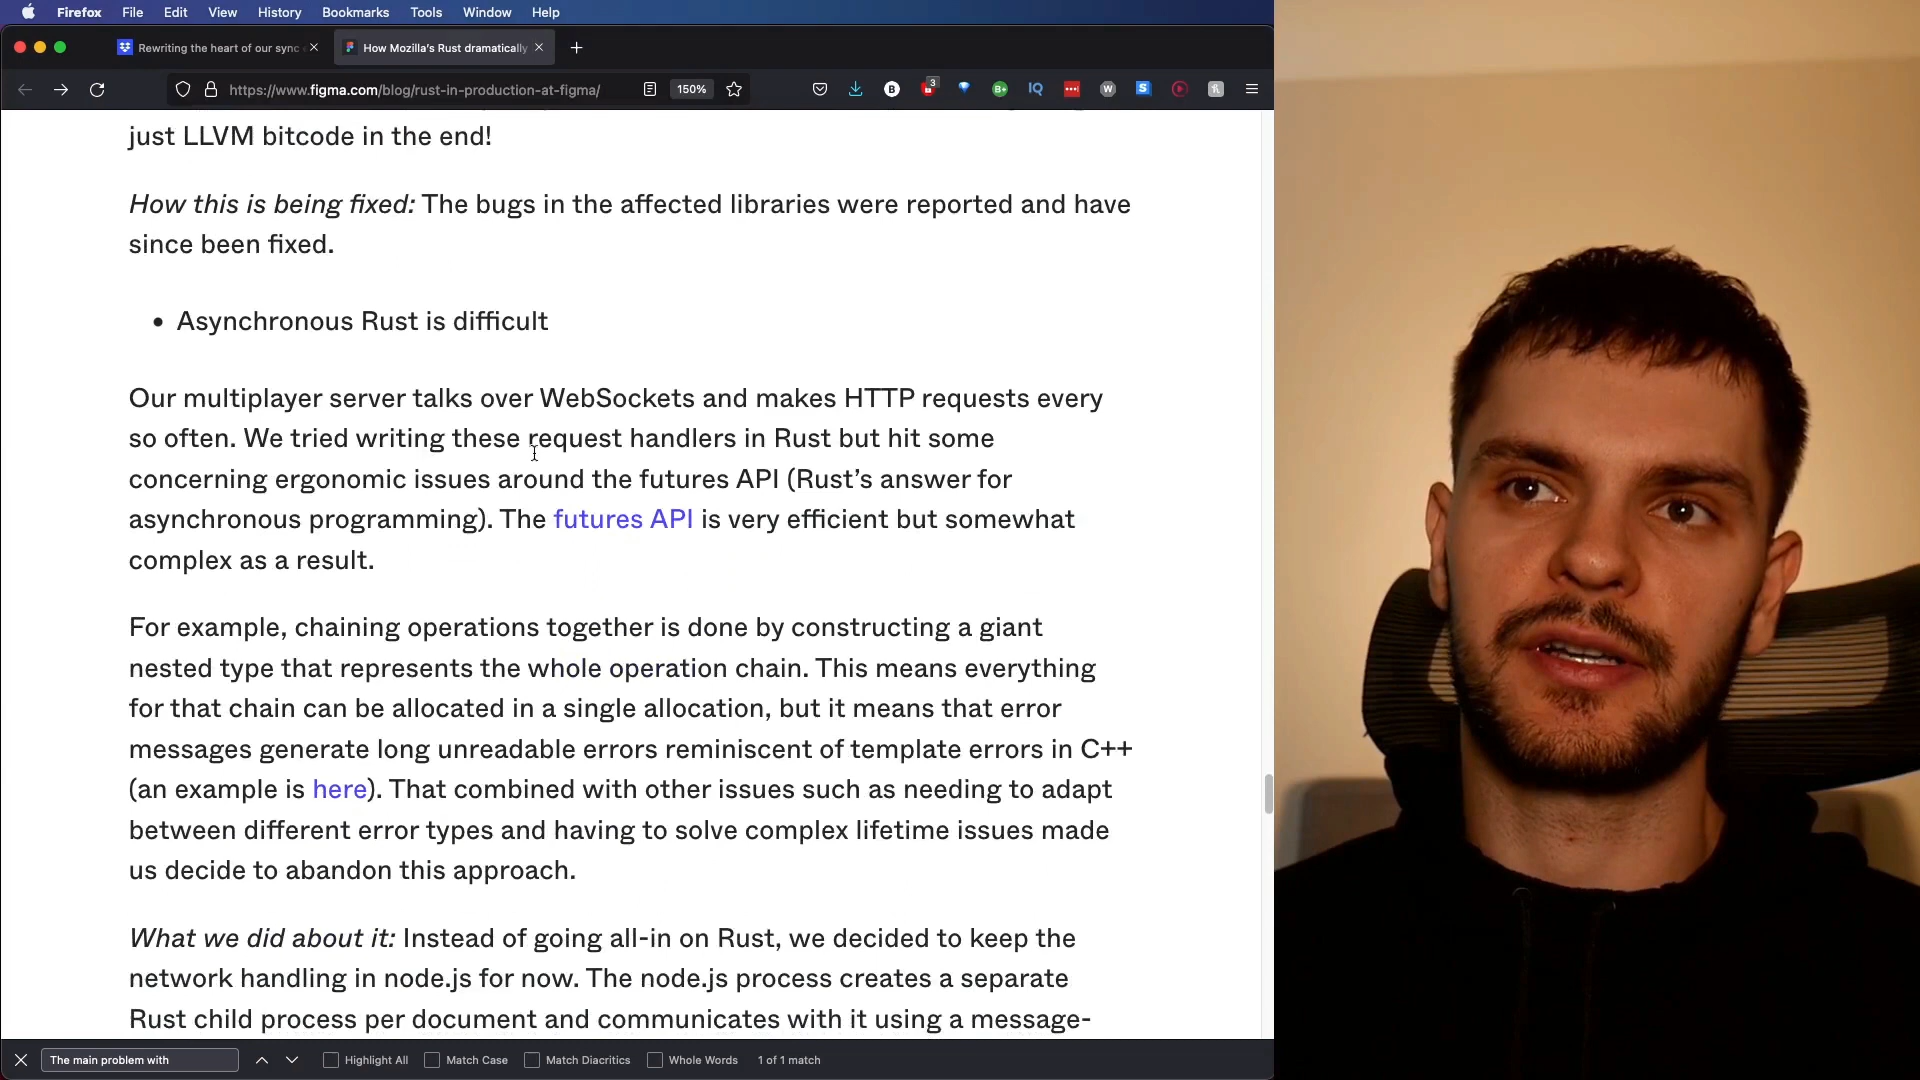 Firefox File Edit View History Bookmarks Tools Window Help
Rewriting the heart of our sync
How Mozilla's Rust dramatically
https://www.figma.com/blog/rust-in-production-at-figma/
150%
3
just LLVM bitcode in the end!
How this is being fixed: The bugs in the affected libraries were reported and have
since been fixed.
• Asynchronous Rust is difficult
Our multiplayer server talks over WebSockets and makes HTTP requests every
so often. We tried writing these request handlers in Rust but hit some
concerning ergonomic issues around the futures API (Rust's answer for
asynchronous programming). The futures API is very efficient but somewhat
complex as a result.
For example, chaining operations together is done by constructing a giant
nested type that represents the whole operation chain. This means everything
for that chain can be allocated in a single allocation, but it means that error
messages generate long unreadable errors reminiscent of template errors in C++
(an example is here). That combined with other issues such as needing to adapt
between different error types and having to solve complex lifetime issues made
us decide to abandon this approach.
What we did about it: Instead of going all-in on Rust, we decided to keep the
network handling in node.js for now. The node.js process creates a separate
Rust child process per document and communicates with it using a message-
The main problem with
Highlight All Match Case Match Diacritics Whole Words 1 of 1 match